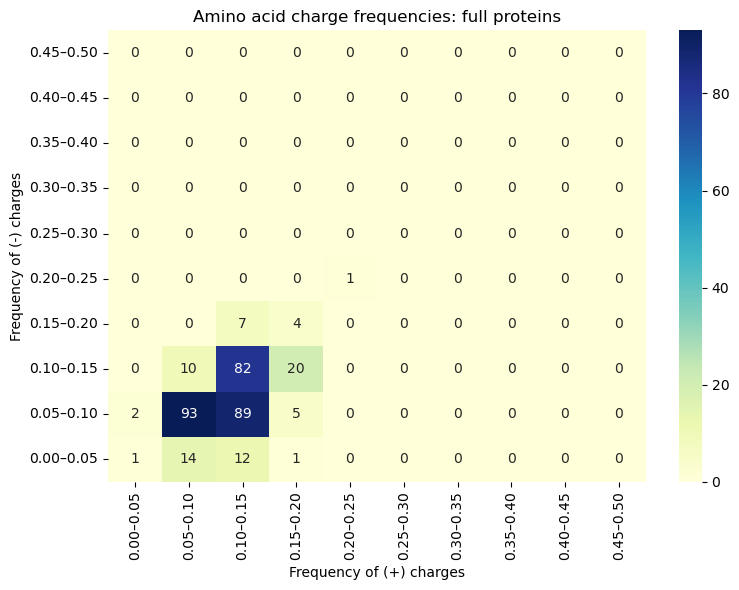 Amino acid charge frequencies: full proteins
Frequency of (-) charges
0.45–0.50 0 0 0 0 0 0 0 0 0 0
0.40–0.45 0 0 0 0 0 0 0 0 0 0
0.35–0.40 0 0 0 0 0 0 0 0 0 0
0.30–0.35 0 0 0 0 0 0 0 0 0 0
0.25–0.30 0 0 0 0 0 0 0 0 0 0
0.20–0.25 0 0 0 0 1 0 0 0 0 0
0.15–0.20 0 0 7 4 0 0 0 0 0 0
0.10–0.15 0 10 82 20 0 0 0 0 0 0
0.05–0.10 2 93 89 5 0 0 0 0 0 0
0.00–0.05 1 14 12 1 0 0 0 0 0 0
0.00–0.05 0.05–0.10 0.10–0.15 0.15–0.20 0.20–0.25 0.25–0.30 0.30–0.35 0.35–0.40 0.40–0.45 0.45–0.50
Frequency of (+) charges
80
60
40
20
0